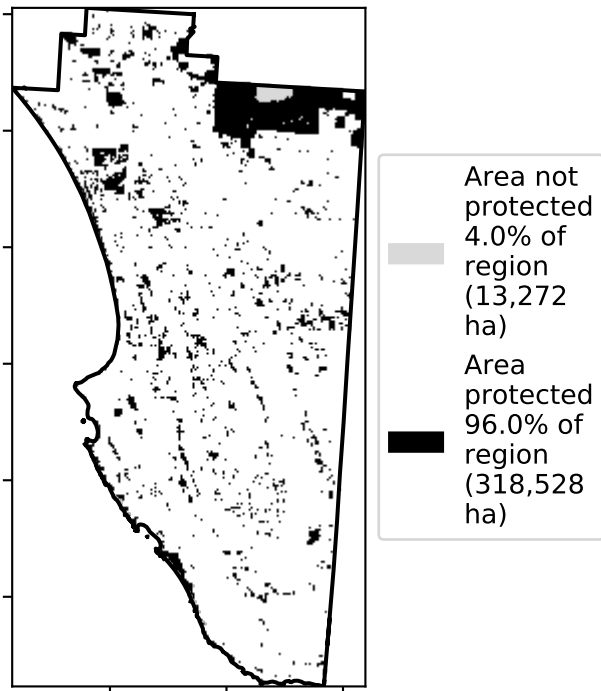 Area not
protected
4.0% of
region
(13,272
ha)
Area
protected
96.0% of
region
(318,528
ha)